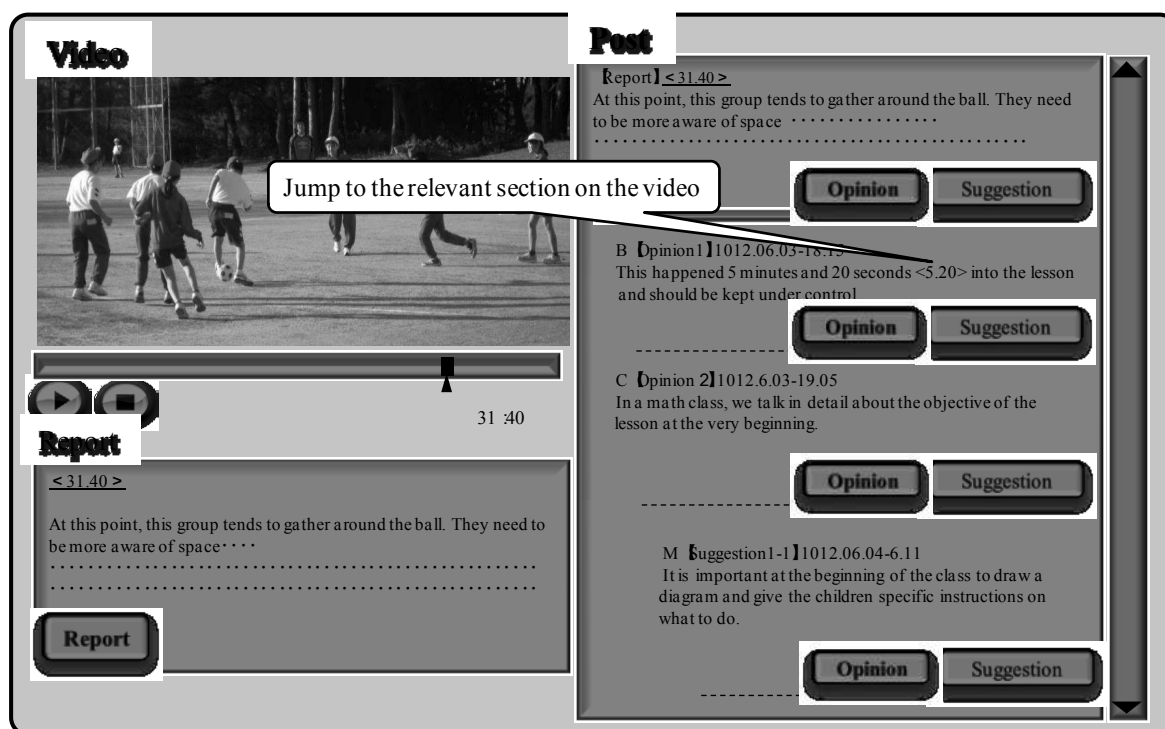 Video
31 :40
Report
< 31.40 >
At this point, this group tends to gather around the ball. They need to
be more aware of space・・・・
Report
Post
【Report】< 31.40 >
At this point, this group tends to gather around the ball. They need
to be more aware of space ・・・・・・・・・・・・・・・・
Opinion Suggestion
Jump to the relevant section on the video
B 【Opinion1】1012.06.03-18.15
This happened 5 minutes and 20 seconds <5.20> into the lesson
and should be kept under control
Opinion Suggestion
C 【Opinion 2】1012.6.03-19.05
In a math class, we talk in detail about the objective of the
lesson at the very beginning.
Opinion Suggestion
M 【Suggestion1-1】1012.06.04-6.11
It is important at the beginning of the class to draw a
diagram and give the children specific instructions on
what to do.
Opinion Suggestion